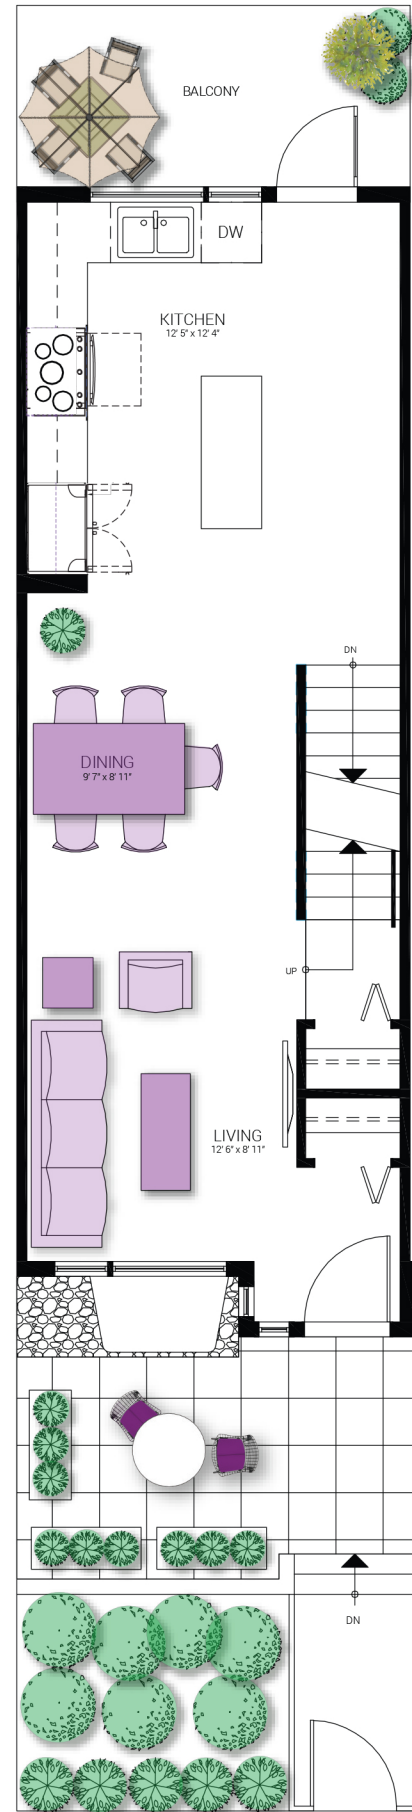 BALCONY
DW
KITCHEN
12' 5" x 12' 4"
DN
DINING
9' 7" x 8' 11"
UP
LIVING
12' 6" x 8' 11"
DN